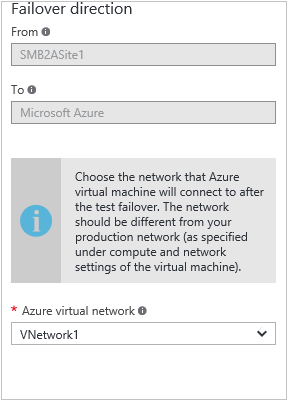 Failover direction
From
SMB2ASite1
To
Microsoft Azure
Choose the network that Azure
virtual machine will connect to after
the test failover. The network
should be different from your
production network (as specified
under compute and network
settings of the virtual machine).
* Azure virtual network
VNetwork1